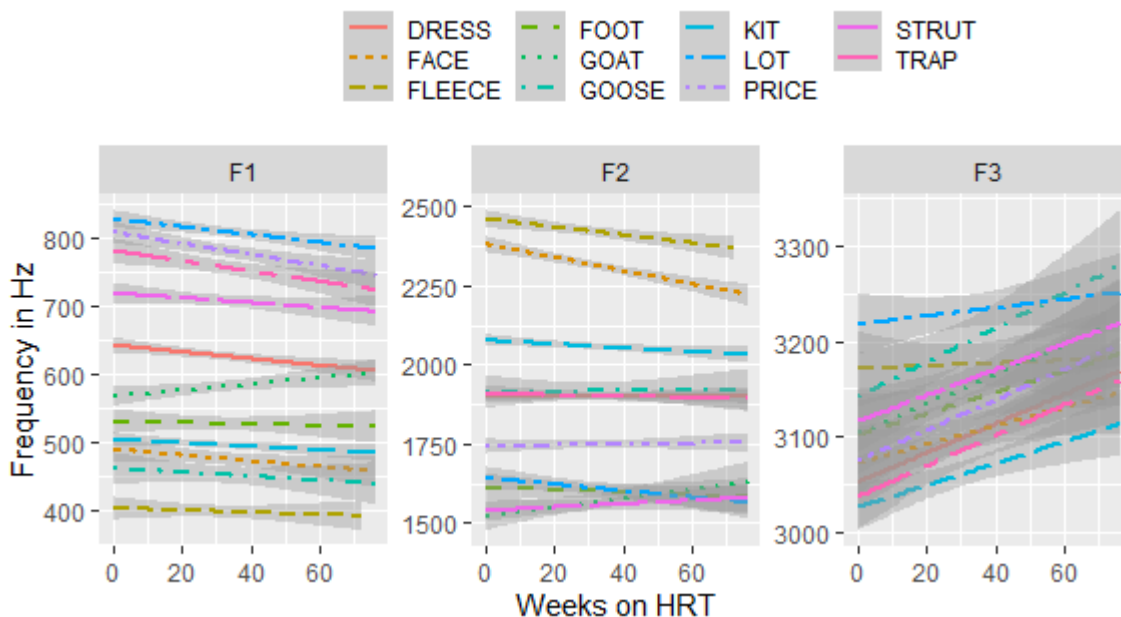 DRESS FOOT KIT STRUT
FACE GOAT LOT TRAP
FLEECE GOOSE PRICE
F1 F2 F3
Frequency in Hz
800
700
600
500
400
2500
2250
2000
1750
1500
3300
3200
3100
3000
0 20 40 60 0 20 40 60 0 20 40 60
Weeks on HRT